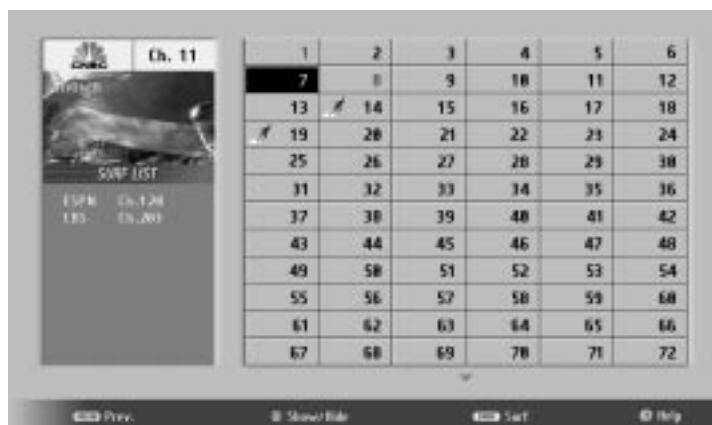 CNBC Ch. 11
SURF LIST
ESPN Ch.120
CBS Ch.203
1 2 3 4 5 6
7 8 9 10 11 12
13 14 15 16 17 18
19 20 21 22 23 24
25 26 27 28 29 30
31 32 33 34 35 36
37 38 39 40 41 42
43 44 45 46 47 48
49 50 51 52 53 54
55 56 57 58 59 60
61 62 63 64 65 66
67 68 69 70 71 72
Prev. Show/Hide Surf Help